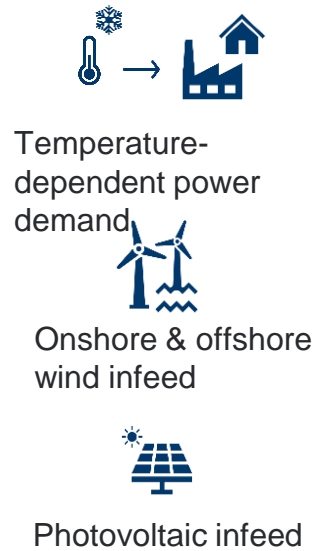 Temperature-
dependent power
demand
Onshore & offshore
wind infeed
Photovoltaic infeed